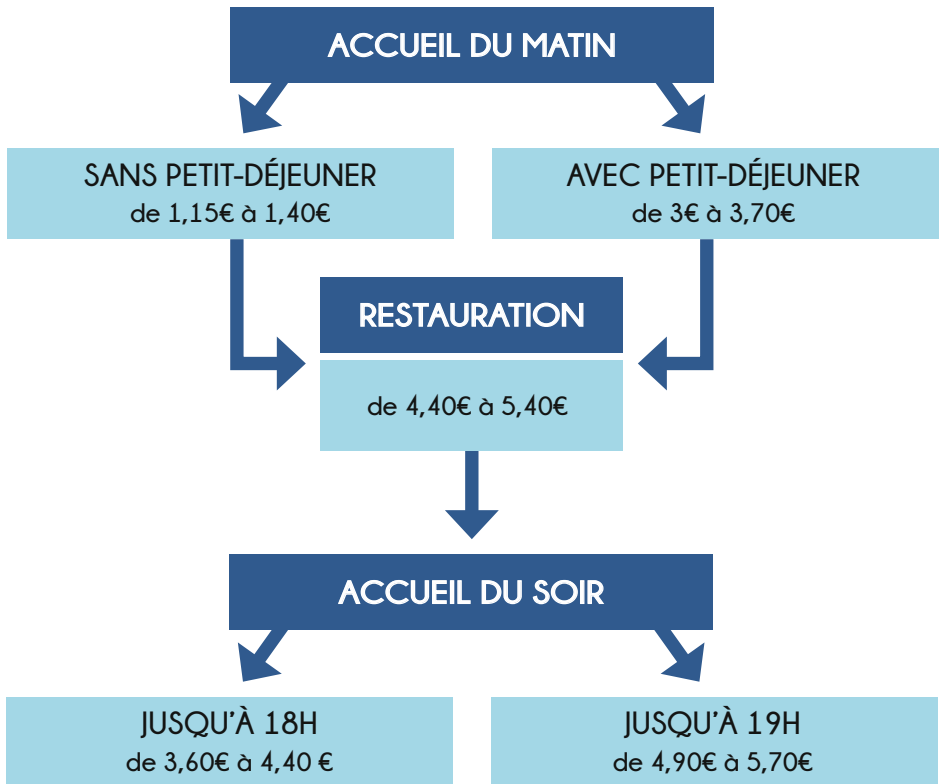 ACCUEIL DU MATIN
SANS PETIT-DÉJEUNER
de 1,15€ à 1,40€
AVEC PETIT-DÉJEUNER
de 3€ à 3,70€
RESTAURATION
de 4,40€ à 5,40€
ACCUEIL DU SOIR
JUSQU'À 18H
de 3,60€ à 4,40 €
JUSQU'À 19H
de 4,90€ à 5,70€